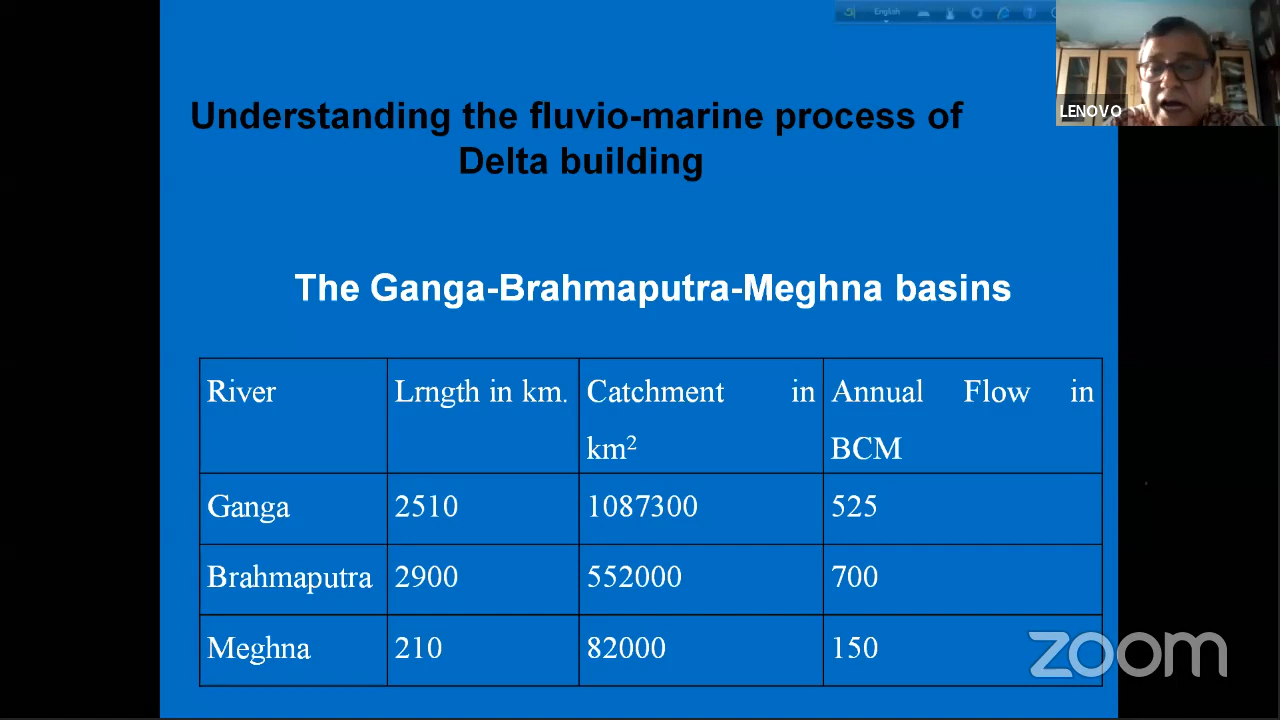 অ English
LENOVO
Understanding the fluvio-marine process of
Delta building
The Ganga-Brahmaputra-Meghna basins
River Lrngth in km. Catchment in km² Annual Flow in BCM
Ganga 2510 1087300 525
Brahmaputra 2900 552000 700
Meghna 210 82000 150
zoom